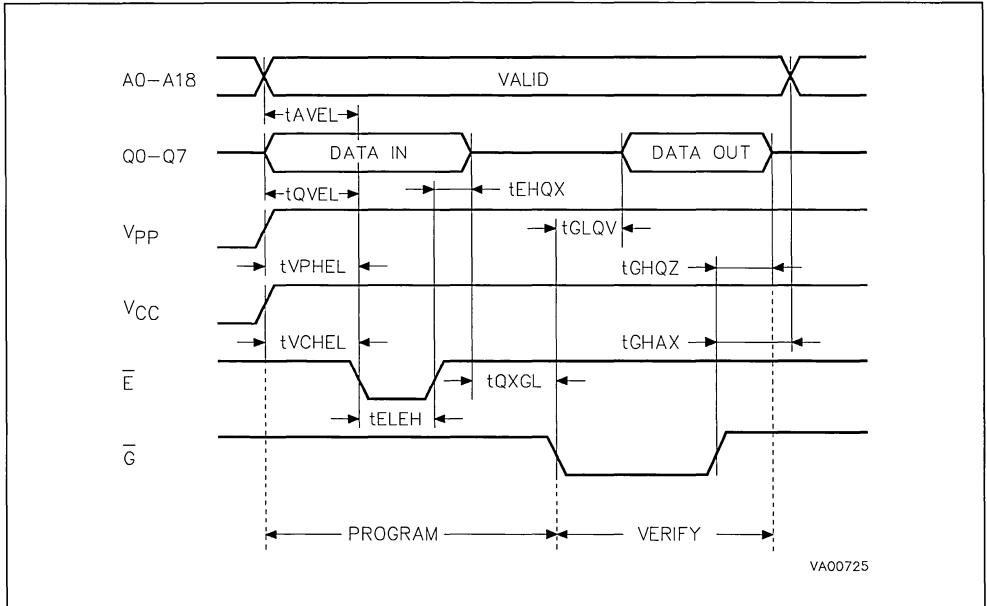 A0–A18
VALID
tAVEL
Q0–Q7
DATA IN
DATA OUT
tQVEL
tEHQX
VPP
tGLQV
tVPHEL
tGHQZ
VCC
tVCHEL
tGHAX
E̅
tQXGL
tELEH
G̅
PROGRAM
VERIFY
VA00725